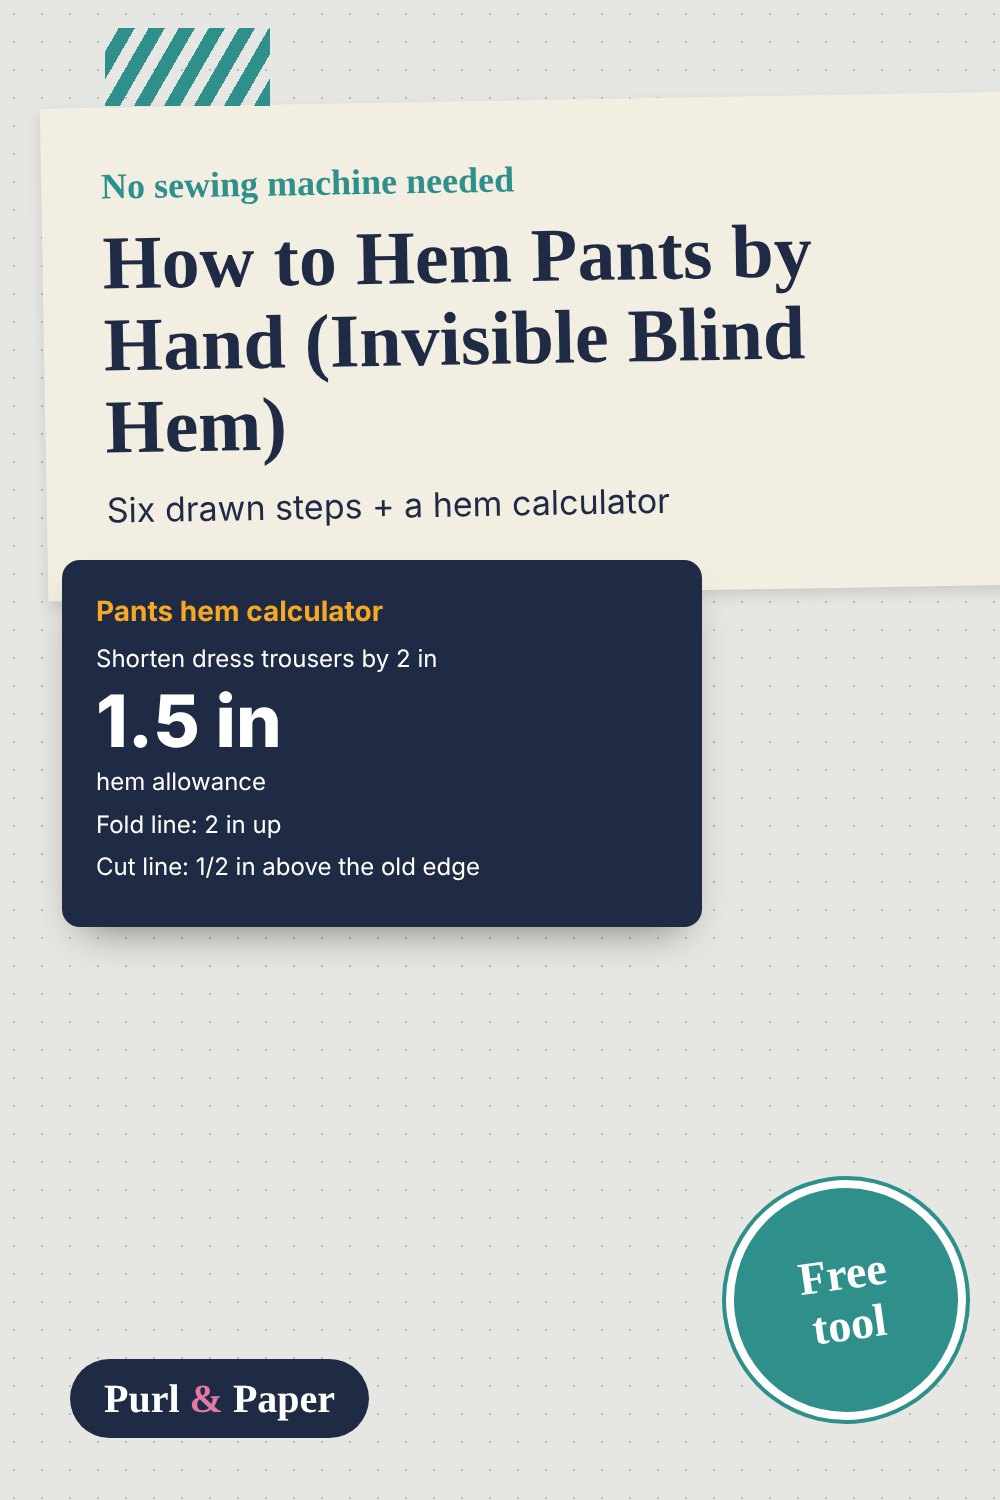 No sewing machine needed
How to Hem Pants by
Hand (Invisible Blind
Hem)
Six drawn steps + a hem calculator
Pants hem calculator
Shorten dress trousers by 2 in
1.5 in
hem allowance
Fold line: 2 in up
Cut line: 1/2 in above the old edge
Free
tool
Purl & Paper